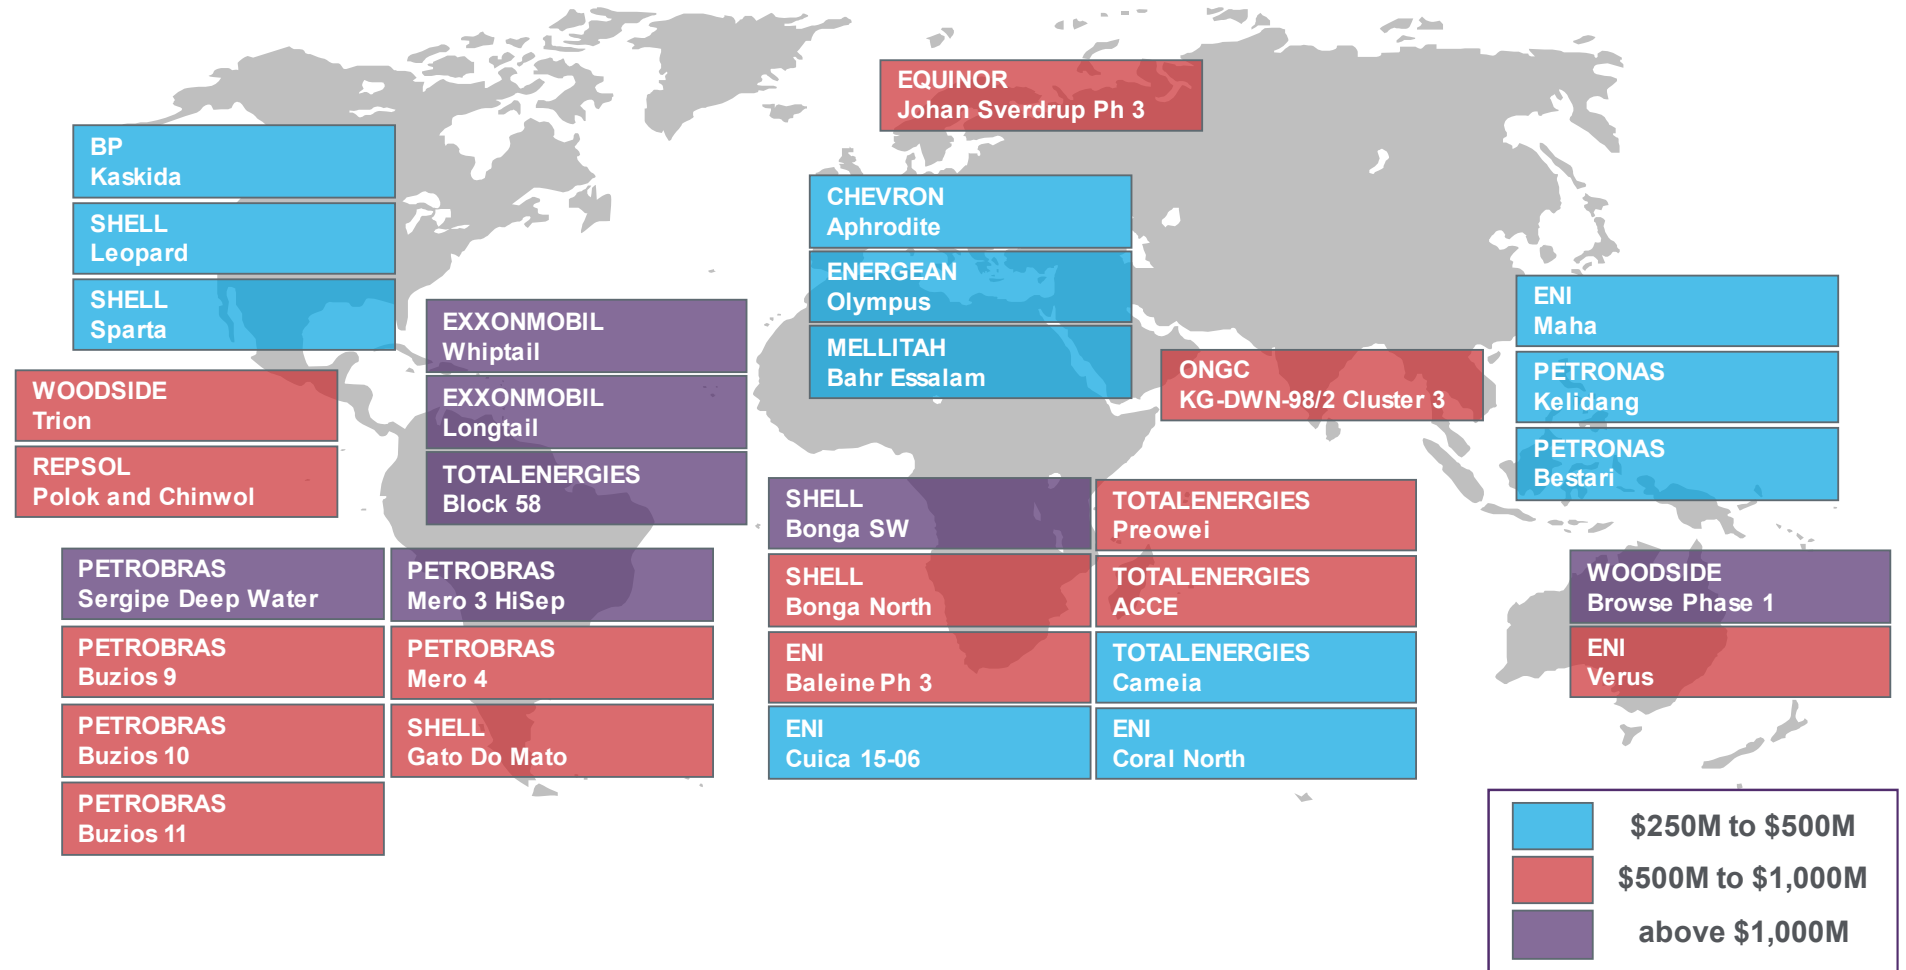 EQUINOR
Johan Sverdrup Ph 3
BP
Kaskida
SHELL
Leopard
SHELL
Sparta
WOODSIDE
Trion
REPSOL
Polok and Chinwol
EXXONMOBIL
Whiptail
EXXONMOBIL
Longtail
TOTALENERGIES
Block 58
PETROBRAS
Sergipe Deep Water
PETROBRAS
Buzios 9
PETROBRAS
Buzios 10
PETROBRAS
Buzios 11
PETROBRAS
Mero 3 HiSep
PETROBRAS
Mero 4
SHELL
Gato Do Mato
CHEVRON
Aphrodite
ENERGEAN
Olympus
MELLITAH
Bahr Essalam
ONGC
KG-DWN-98/2 Cluster 3
SHELL
Bonga SW
SHELL
Bonga North
ENI
Baleine Ph 3
ENI
Cuica 15-06
TOTALENERGIES
Preowei
TOTALENERGIES
ACCE
TOTALENERGIES
Cameia
ENI
Coral North
ENI
Maha
PETRONAS
Kelidang
PETRONAS
Bestari
WOODSIDE
Browse Phase 1
ENI
Verus
$250M to $500M
$500M to $1,000M
above $1,000M